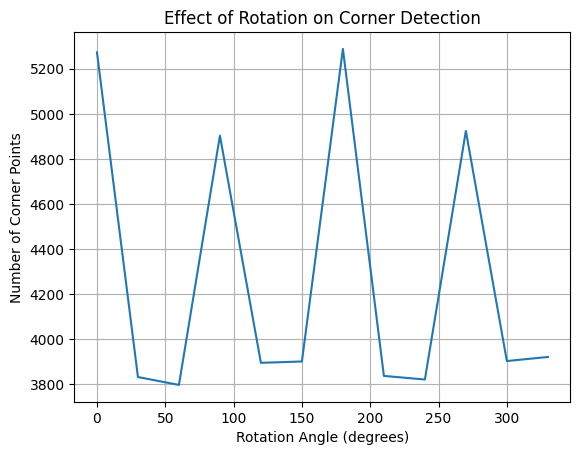 Effect of Rotation on Corner Detection
Number of Corner Points
5200
5000
4800
4600
4400
4200
4000
3800
0 50 100 150 200 250 300
Rotation Angle (degrees)